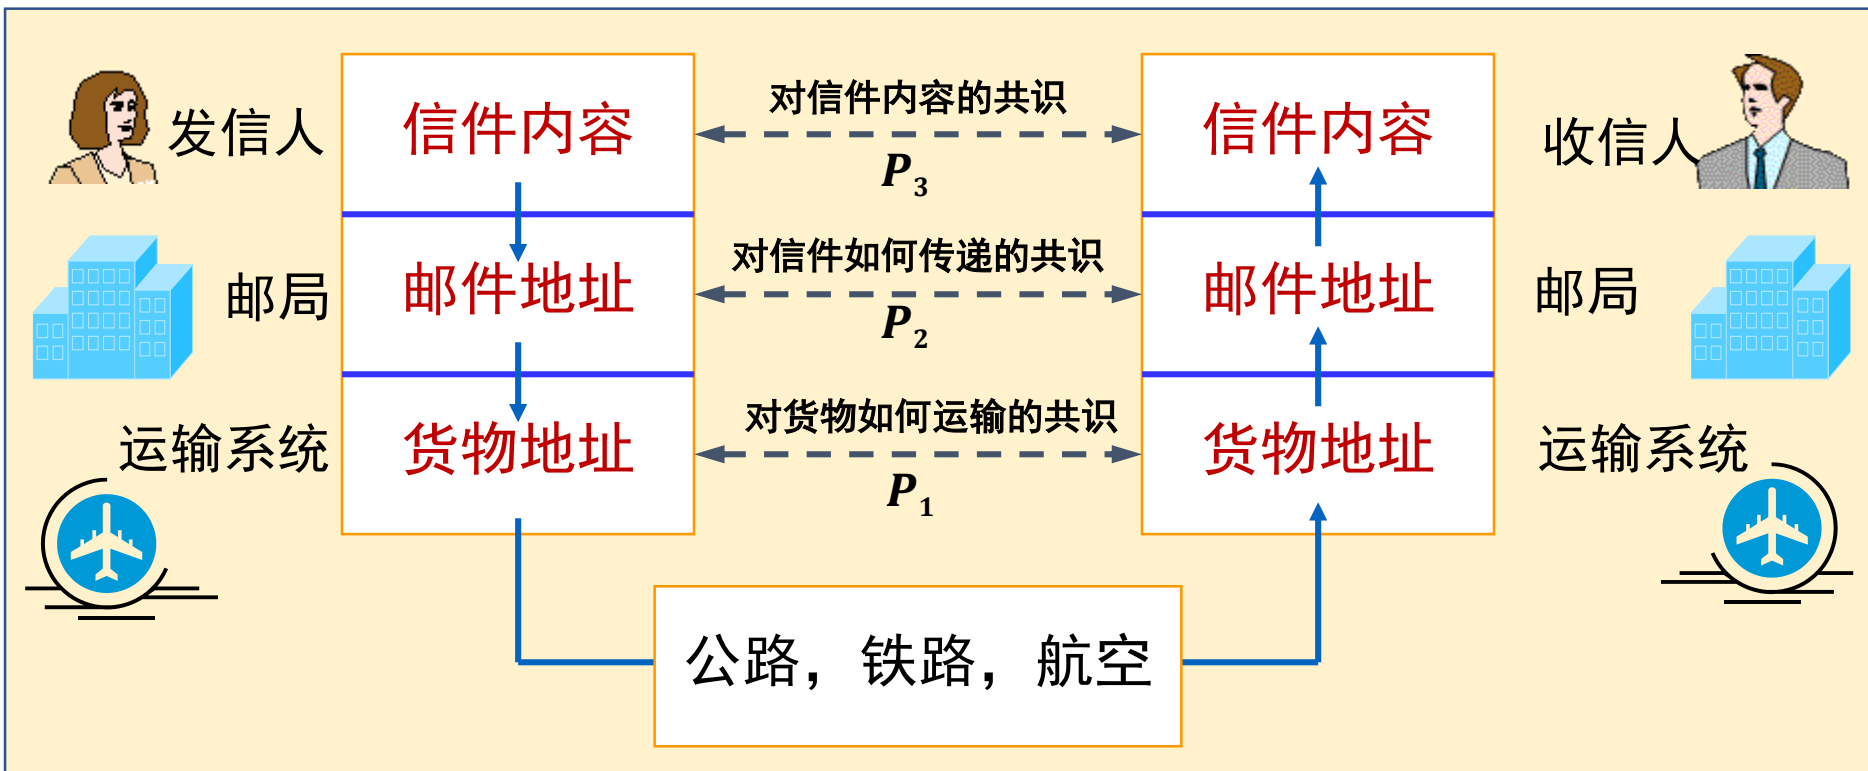 发信人
信件内容
对信件内容的共识
P3
信件内容
收信人
邮局
邮件地址
对信件如何传递的共识
P2
邮件地址
邮局
运输系统
货物地址
对货物如何运输的共识
P1
货物地址
运输系统
公路，铁路，航空